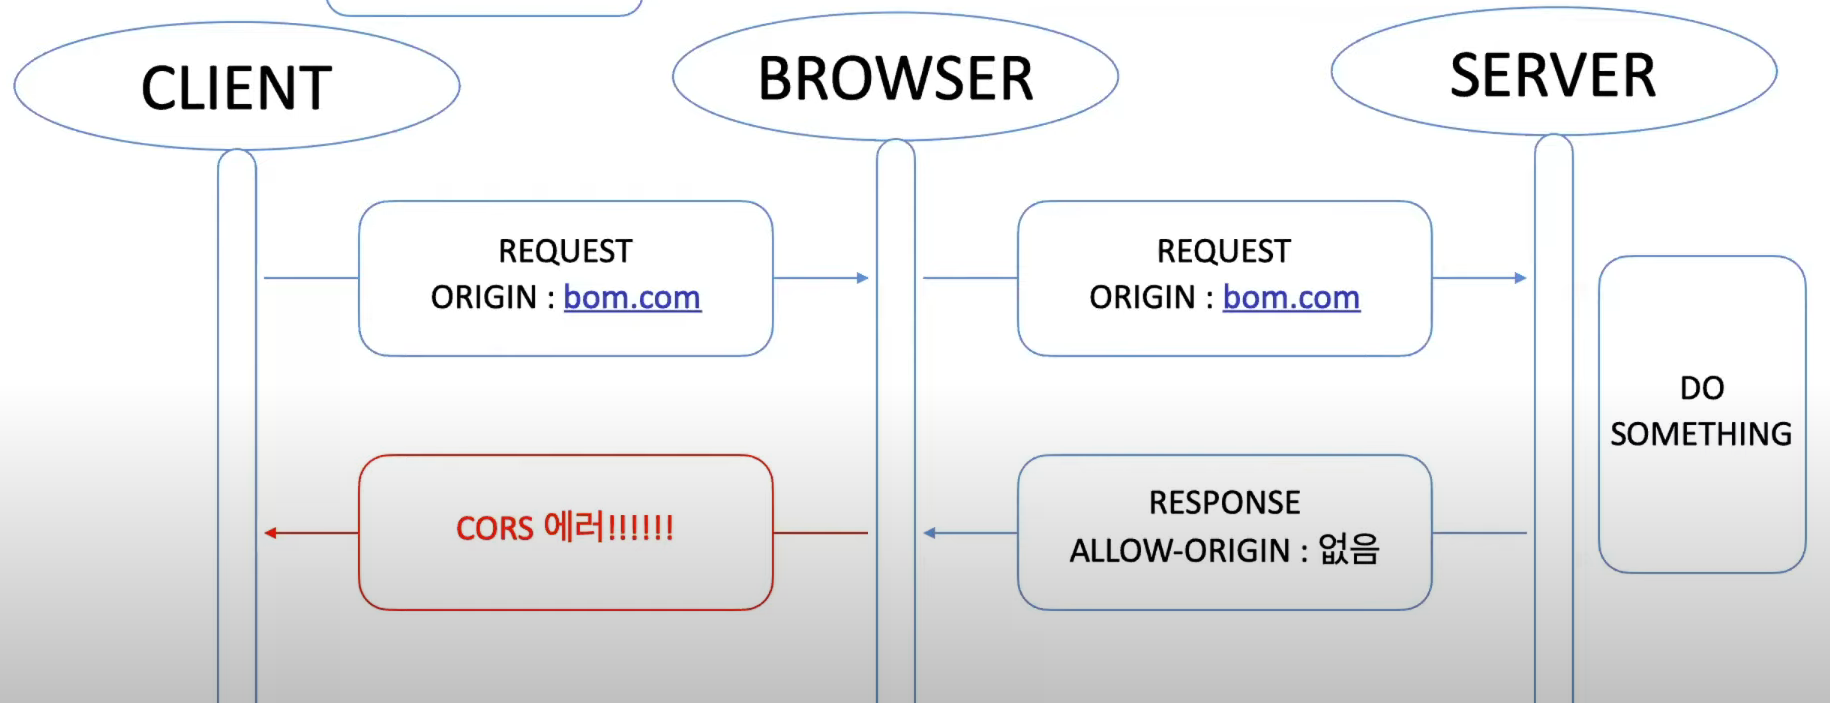 CLIENT
BROWSER
SERVER
REQUEST
ORIGIN : bom.com
REQUEST
ORIGIN : bom.com
DO
SOMETHING
CORS 에러!!!!!!
RESPONSE
ALLOW-ORIGIN : 없음